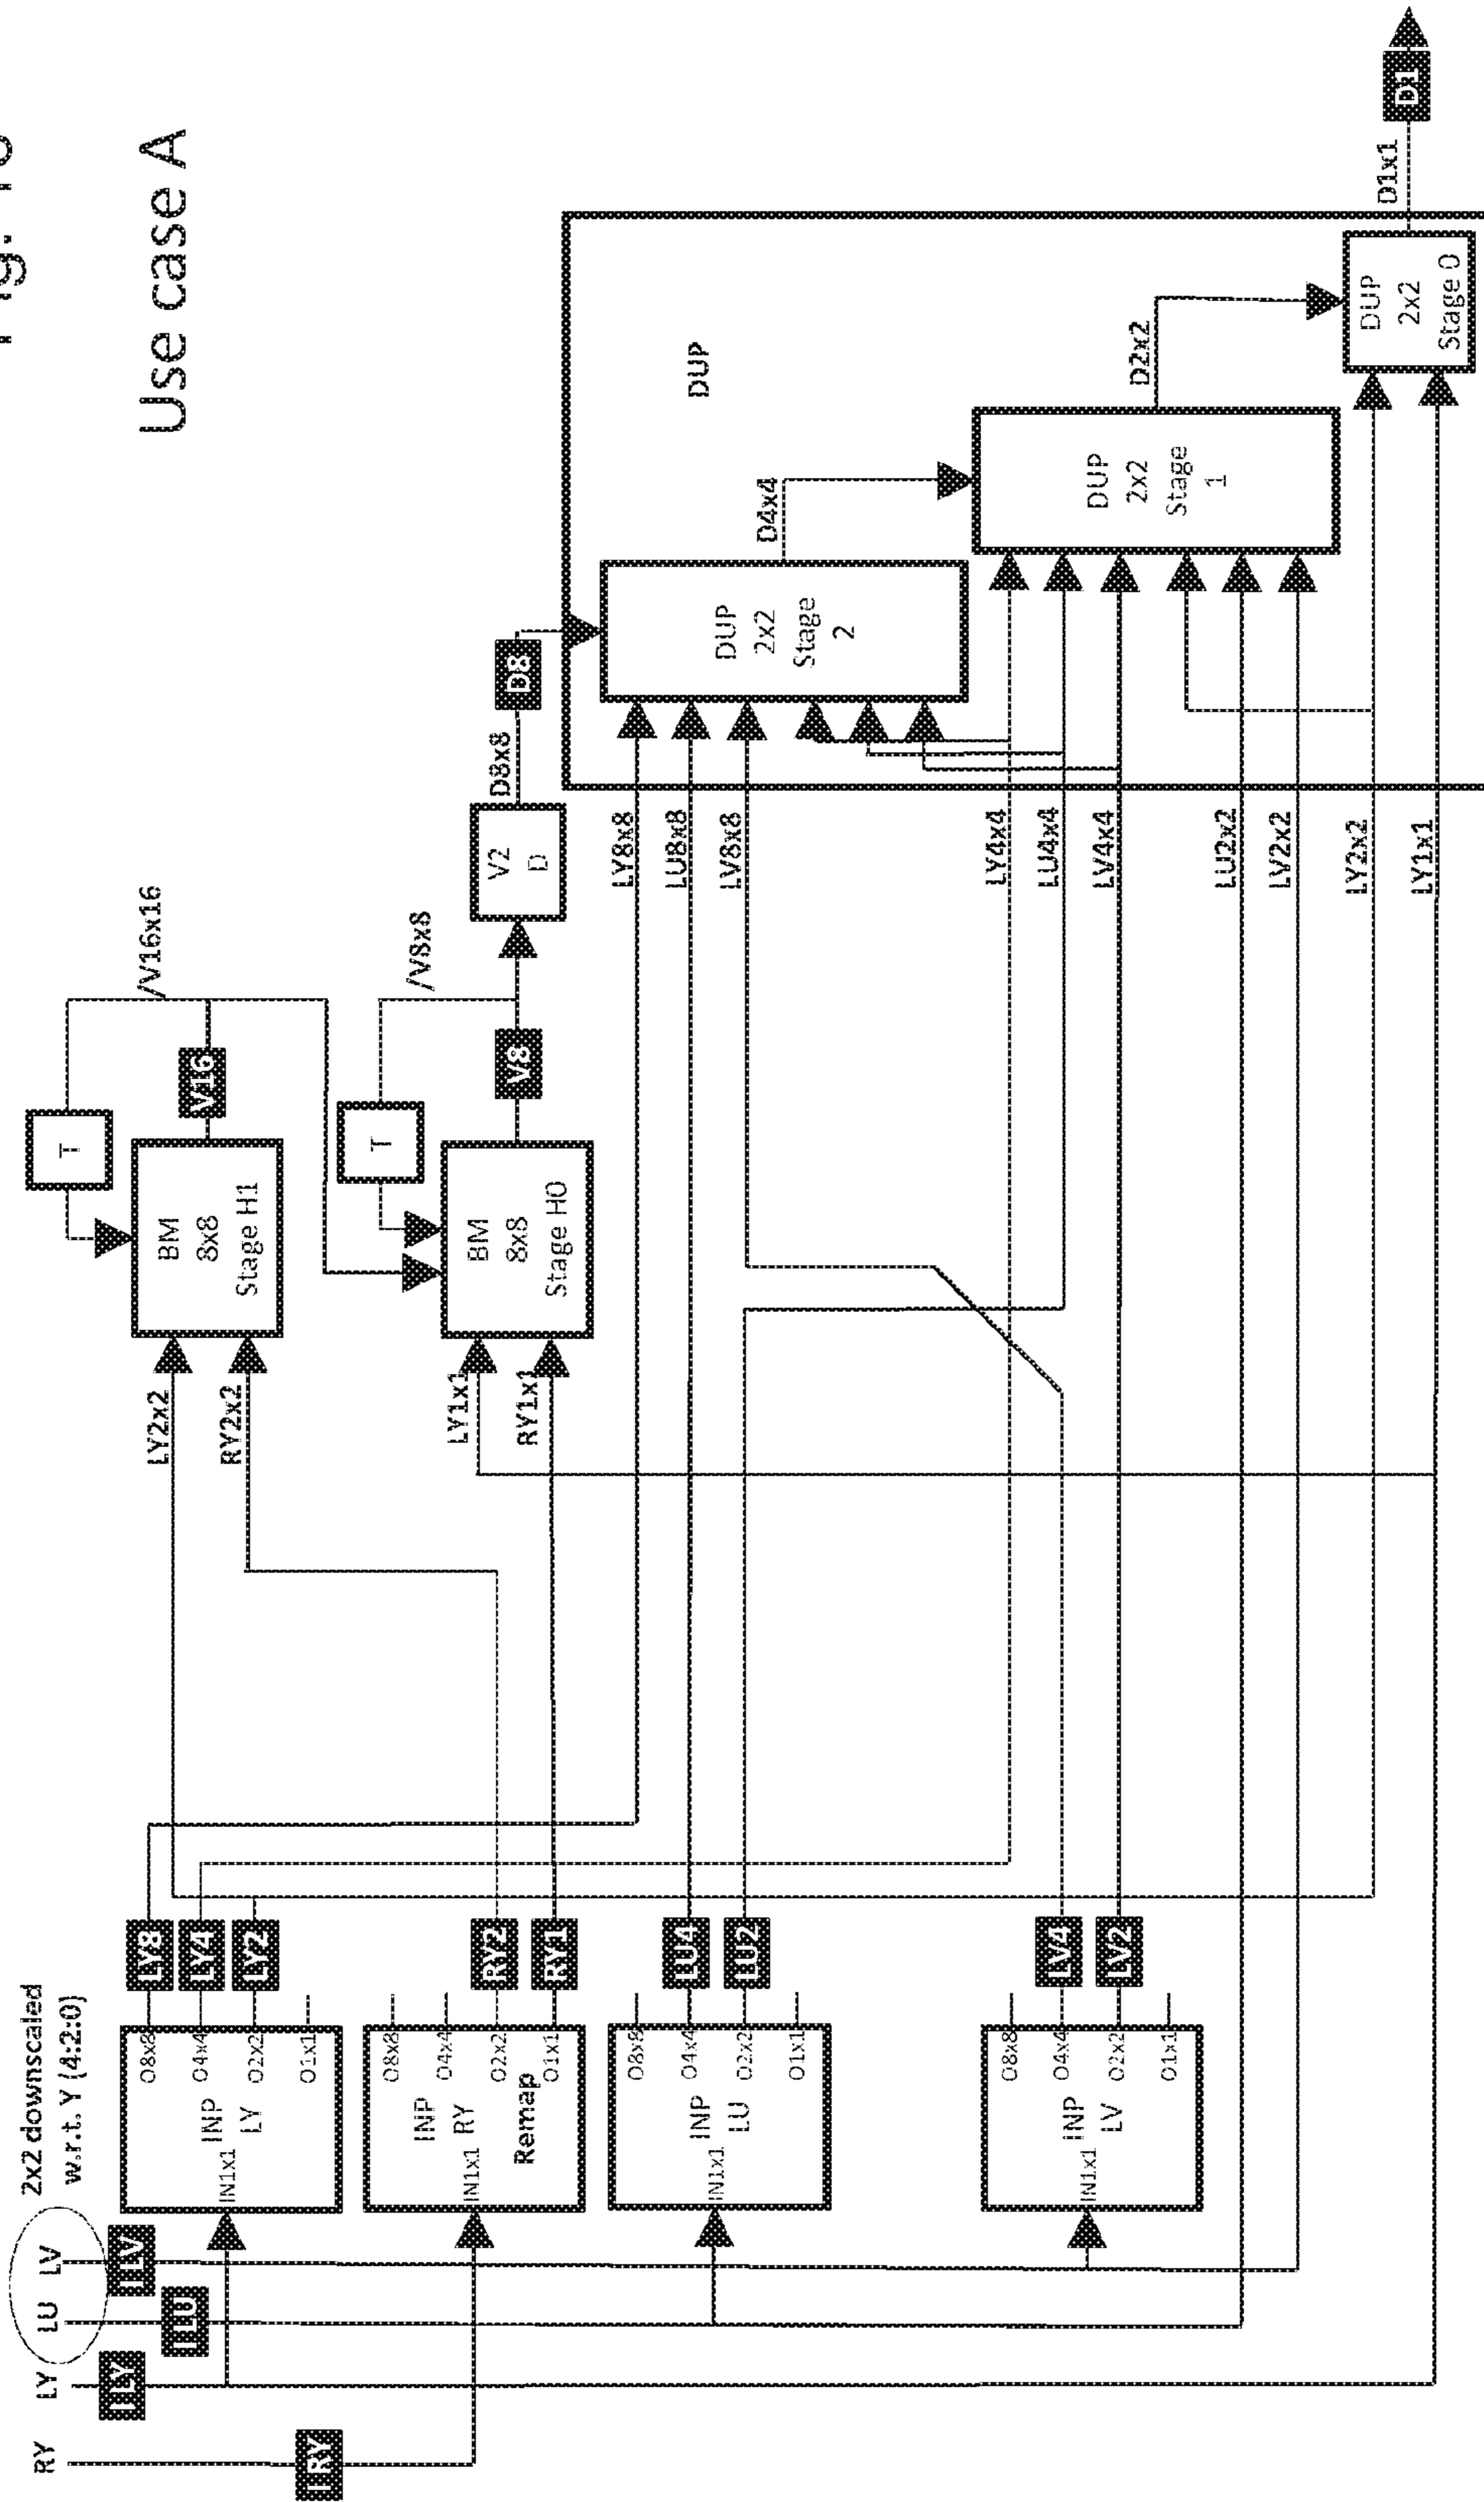 Use case A
RY
LY
LU
LV
2x2 downscaled
w.r.t. Y (4:2:0)
IRY
ILY
ILU
ILV
INP
LY
IN1x1
O8x8
O4x4
O2x2
O1x1
LY8
LY4
LY2
INP
RY
Remap
IN1x1
O8x8
O4x4
O2x2
O1x1
RY2
RY1
INP
LU
IN1x1
O8x8
O4x4
O2x2
O1x1
LU4
LU2
INP
LV
IN1x1
O8x8
O4x4
O2x2
O1x1
LV4
LV2
LY2x2
RY2x2
BM
8x8
Stage H1
T
V16
/V16x16
LY1x1
RY1x1
BM
8x8
Stage H0
T
V8
/V8x8
V2
D
D8x8
D8
LY8x8
LU8x8
LV8x8
LY4x4
LU4x4
LV4x4
LU2x2
LV2x2
LY2x2
LY1x1
DUP
DUP
2x2
Stage
2
D4x4
DUP
2x2
Stage
1
D2x2
DUP
2x2
Stage 0
D1x1
D1